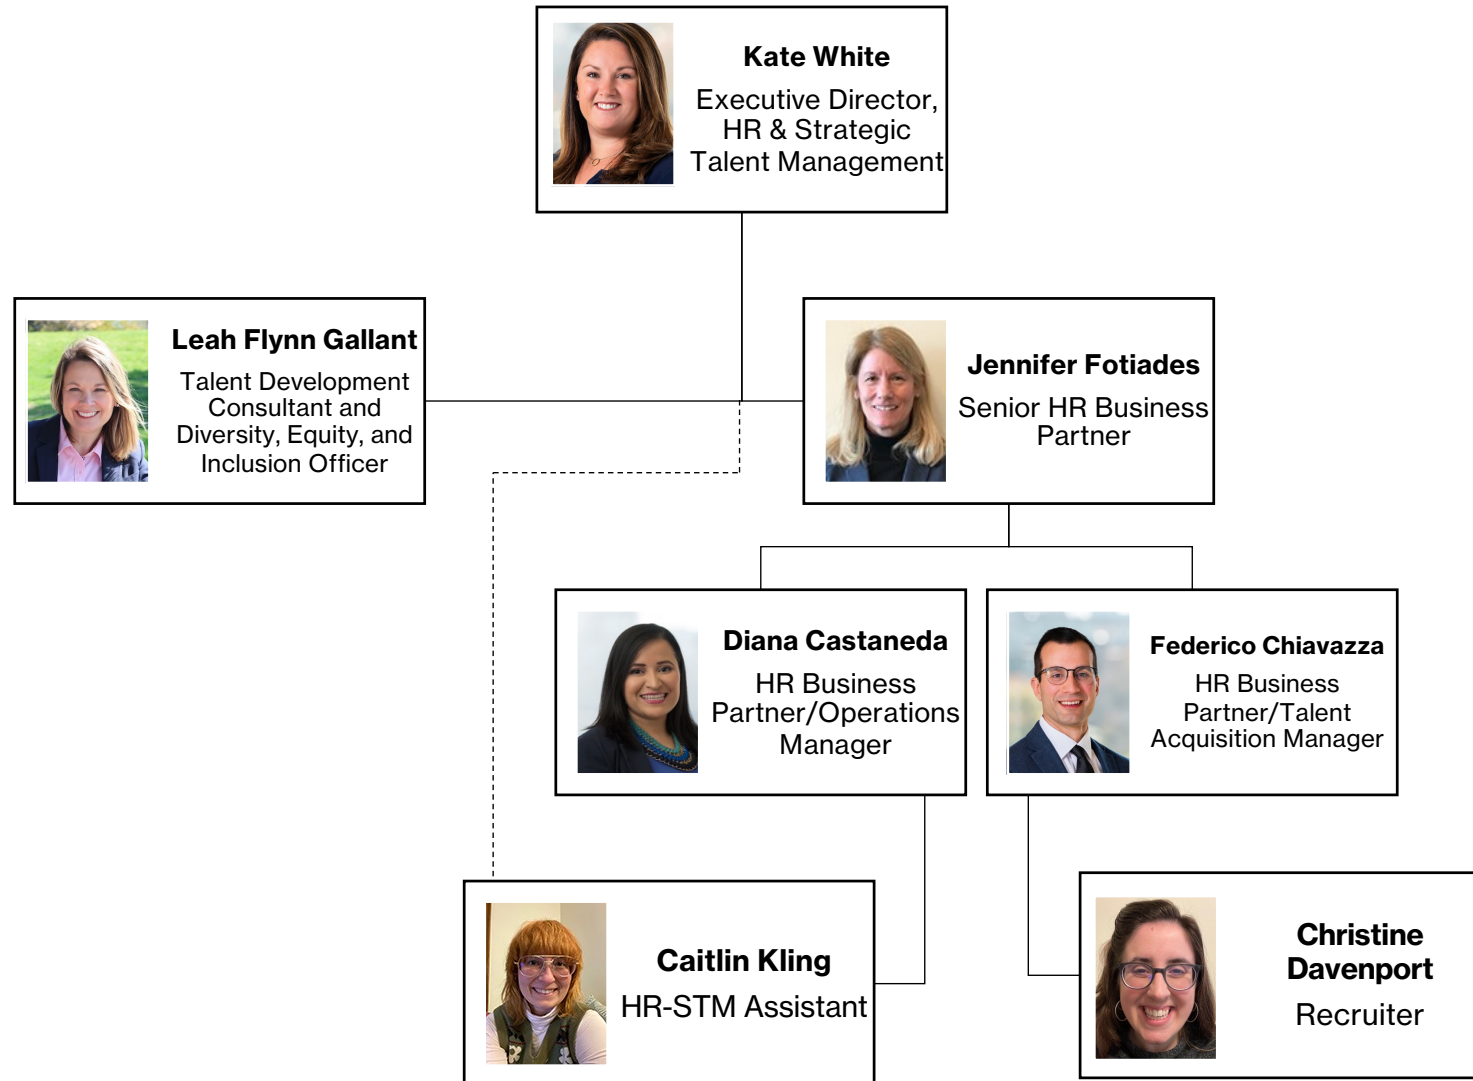 Kate White
Executive Director,
HR & Strategic
Talent Management
Leah Flynn Gallant
Talent Development
Consultant and
Diversity, Equity, and
Inclusion Officer
Jennifer Fotiades
Senior HR Business
Partner
Diana Castaneda
HR Business
Partner/Operations
Manager
Federico Chiavazza
HR Business
Partner/Talent
Acquisition Manager
Caitlin Kling
HR-STM Assistant
Christine
Davenport
Recruiter